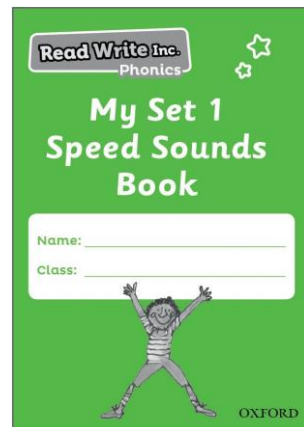 Read Write Inc.
Phonics
My Set 1
Speed Sounds
Book
Name:
Class:
OXFORD